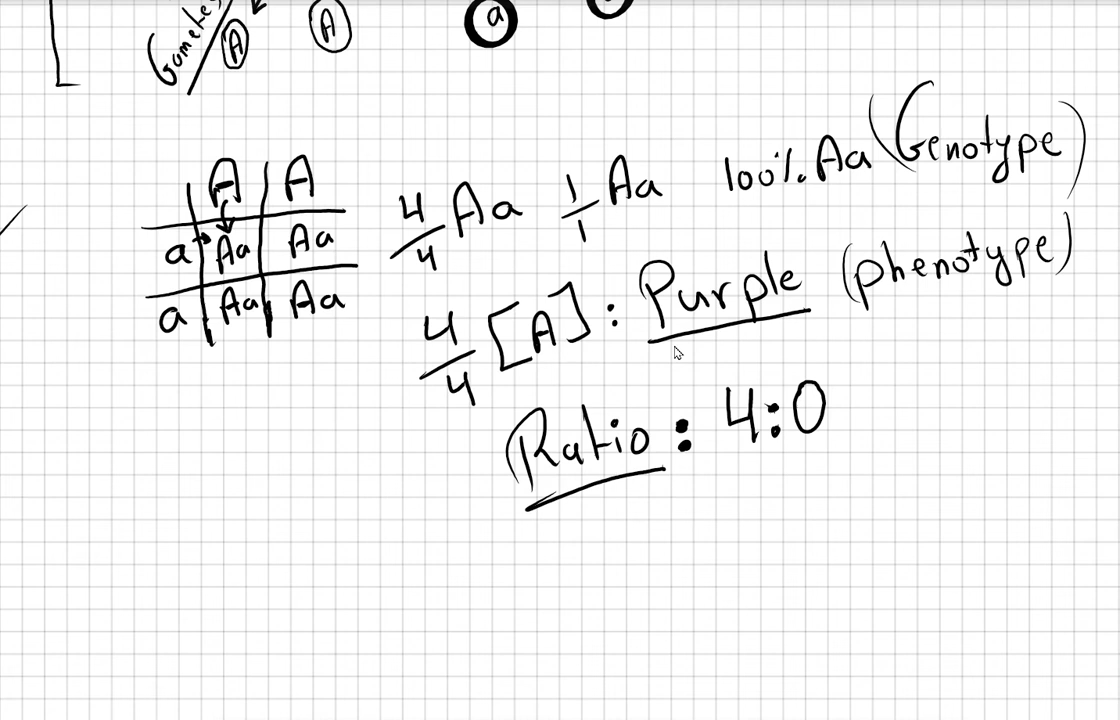 Gametes A A a
A A
a Aa Aa
a Aa Aa
4/4 Aa 1/1 Aa 100%. Aa (Genotype)
4/4 [A] : Purple (phenotype)
Ratio : 4:0